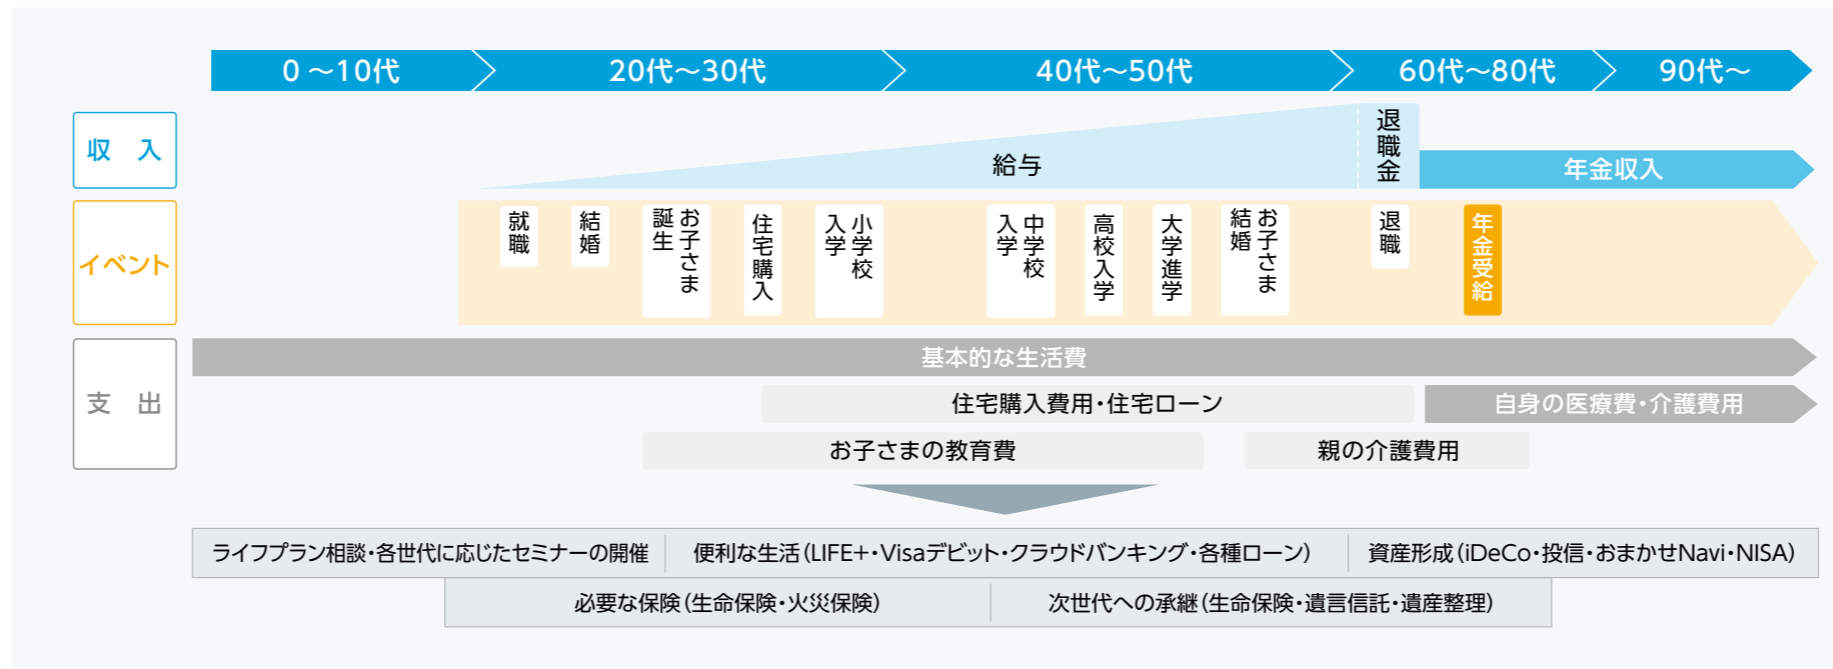 0～10代
20代～30代
40代～50代
60代～80代
90代～
収　入
給与
退職金
年金収入
イベント
就職
結婚
お子さま
誕生
住宅購入
小学校
入学
中学校
入学
高校入学
大学進学
お子さま
結婚
退職
年金受給
支　出
基本的な生活費
住宅購入費用・住宅ローン
自身の医療費・介護費用
お子さまの教育費
親の介護費用
ライフプラン相談・各世代に応じたセミナーの開催
便利な生活（LIFE+・Visaデビット・クラウドバンキング・各種ローン）
資産形成（iDeCo・投信・おまかせNavi・NISA）
必要な保険（生命保険・火災保険）
次世代への承継（生命保険・遺言信託・遺産整理）